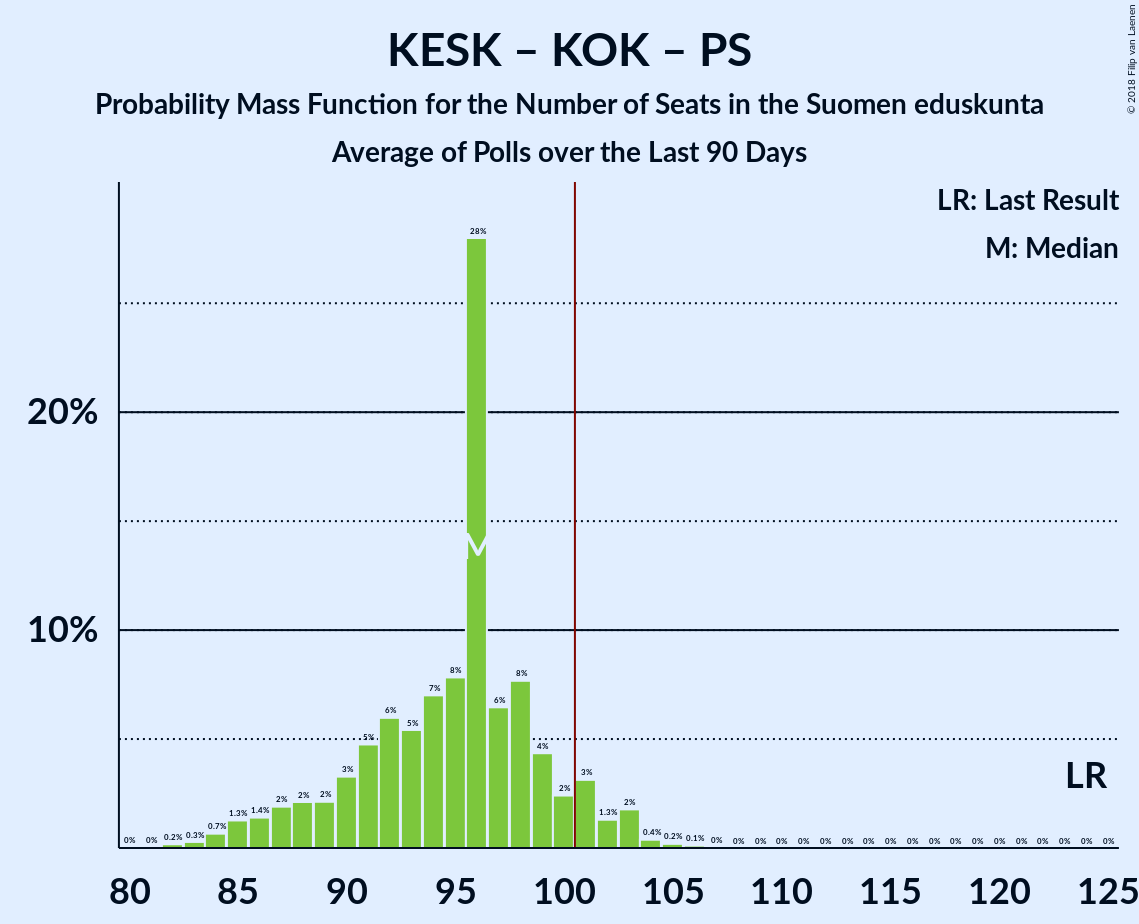 KESK – KOK – PS
Probability Mass Function for the Number of Seats in the Suomen eduskunta
Average of Polls over the Last 90 Days
© 2018 Filip van Laenen
LR: Last Result
M: Median
20%
10%
0% 0% 0.2% 0.3% 0.7% 1.3% 1.4% 2% 2% 2% 3% 5% 6% 5% 7% 8% 28% 6% 8% 4% 2% 3% 1.3% 2% 0.4% 0.2% 0.1% 0% 0% 0% 0% 0% 0% 0% 0% 0% 0% 0% 0% 0% 0% 0% 0% 0% 0% 0%
M
LR
80 85 90 95 100 105 110 115 120 125